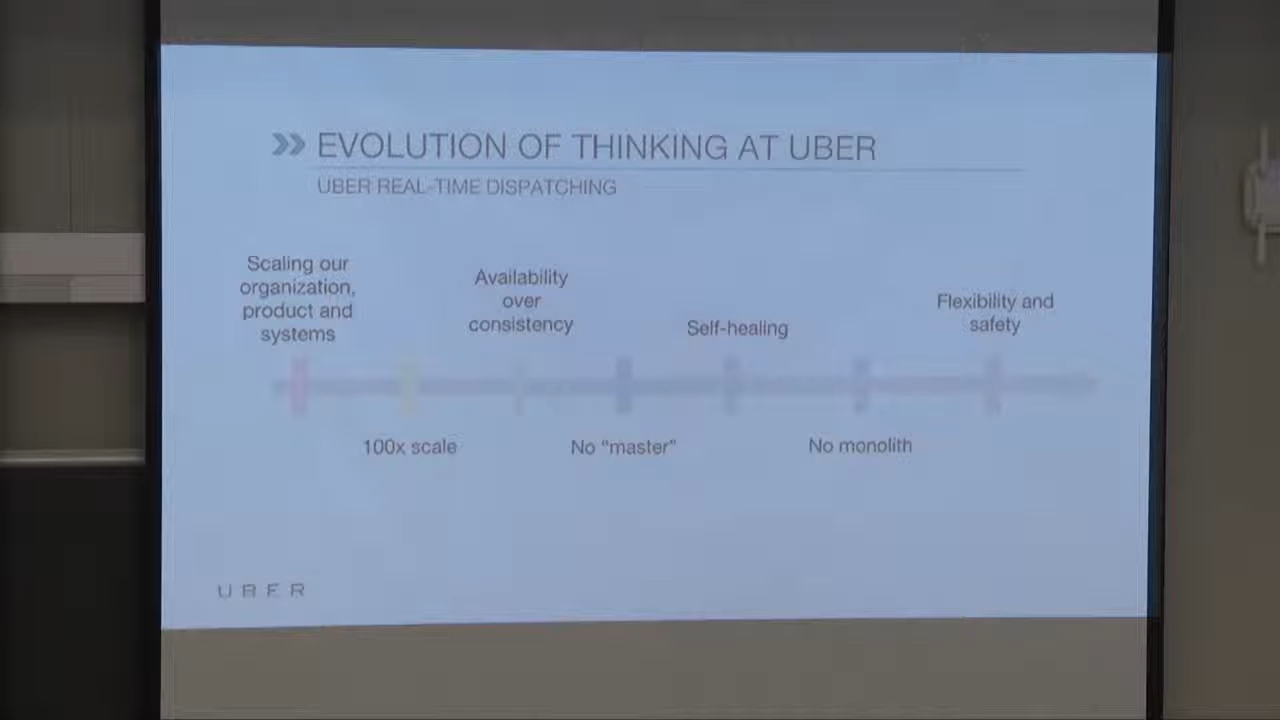 EVOLUTION OF THINKING AT UBER
UBER REAL-TIME DISPATCHING
Scaling our
organization,
product and
systems
Availability
over
consistency
Self-healing
Flexibility and
safety
100x scale
No “master”
No monolith
UBER